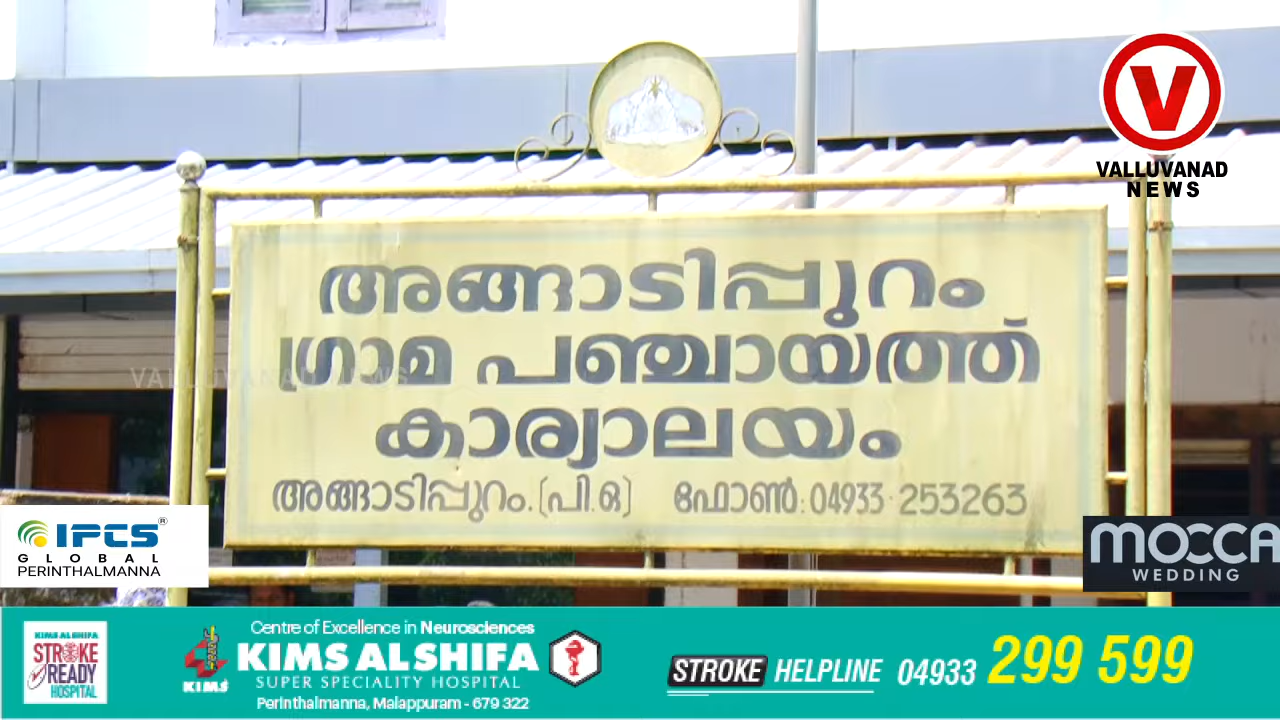 V
VALLUVANAD
NEWS
അങ്ങാടിപ്പുറം
ഗ്രാമ പഞ്ചായത്ത്
കാര്യാലയം
അങ്ങാടിപ്പുറം.(പി.ഒ) ഫോൺ: 04933·253263
VALLUVANAD NEWS
IPCS®
GLOBAL
PERINTHALMANNA
MOCCA
WEDDING
KIMS ALSHIFA
STROKE
READY
HOSPITAL
KIMS
Centre of Excellence in Neurosciences
KIMS ALSHIFA
SUPER SPECIALITY HOSPITAL
Perinthalmanna, Malappuram - 679 322
STROKE HELPLINE 04933 299 599